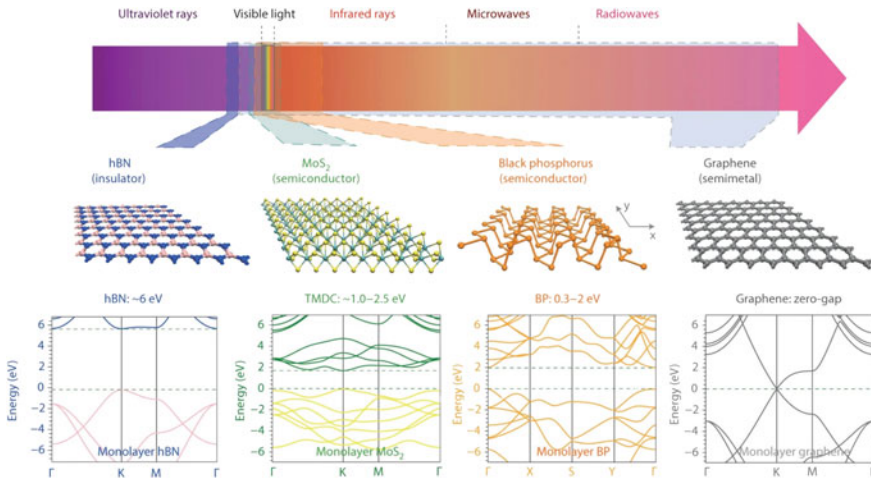 Ultraviolet rays Visible light Infrared rays Microwaves Radiowaves
hBN
(insulator)
MoS₂
(semiconductor)
Black phosphorus
(semiconductor)
Graphene
(semimetal)
y
x
hBN: ~6 eV
TMDC: ~1.0–2.5 eV
BP: 0.3–2 eV
Graphene: zero-gap
Energy (eV)
6
4
2
0
−2
−4
−6
Monolayer hBN
Γ K M Γ
Energy (eV)
6
4
2
0
−2
−4
−6
Monolayer MoS₂
Γ K M Γ
Energy (eV)
6
4
2
0
−2
−4
−6
Monolayer BP
Γ X S Y Γ
Energy (eV)
6
4
2
0
−2
−4
−6
Monolayer graphene
Γ K M Γ